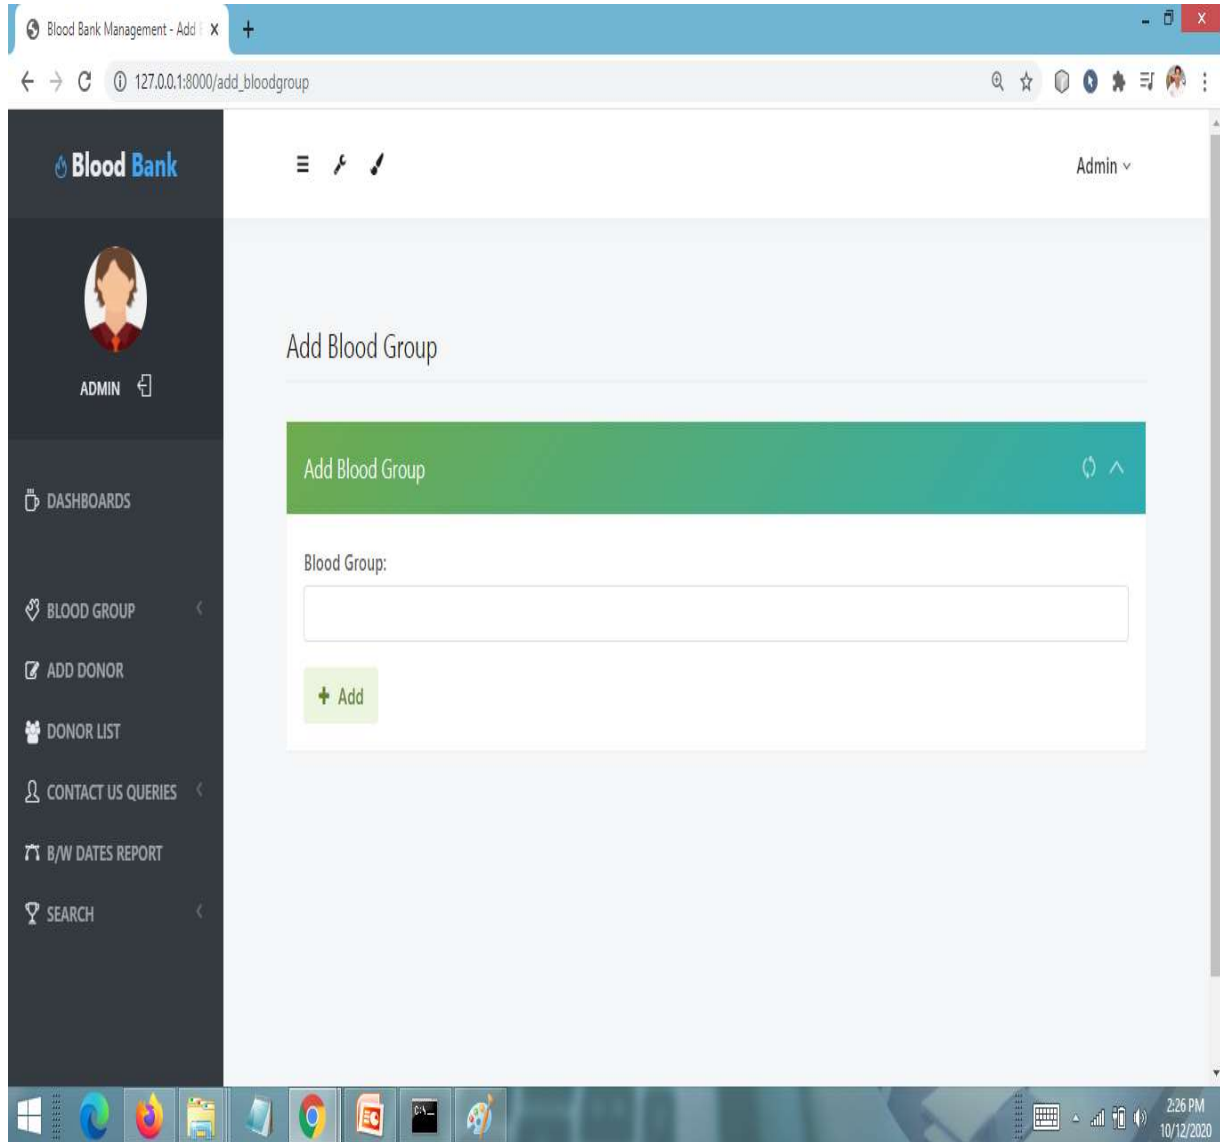 Blood Bank Management - Add
127.0.0.1:8000/add_bloodgroup
Blood Bank
Admin
ADMIN
Add Blood Group
Add Blood Group
DASHBOARDS
Blood Group:
BLOOD GROUP
ADD DONOR
+ Add
DONOR LIST
CONTACT US QUERIES
B/W DATES REPORT
SEARCH
C:\_
2:26 PM
10/12/2020